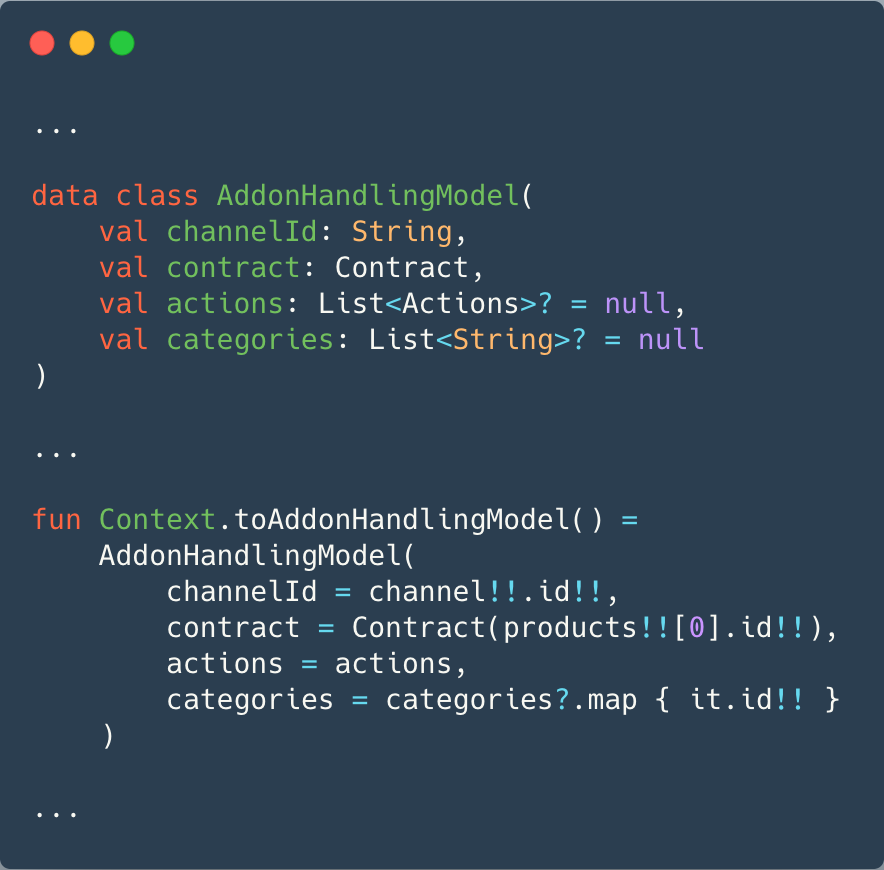 ...
data class AddonHandlingModel(
    val channelId: String,
    val contract: Contract,
    val actions: List<Actions>? = null,
    val categories: List<String>? = null
)
...
fun Context.toAddonHandlingModel() =
    AddonHandlingModel(
        channelId = channel!!.id!!,
        contract = Contract(products!![0].id!!),
        actions = actions,
        categories = categories?.map { it.id!! }
    )
...